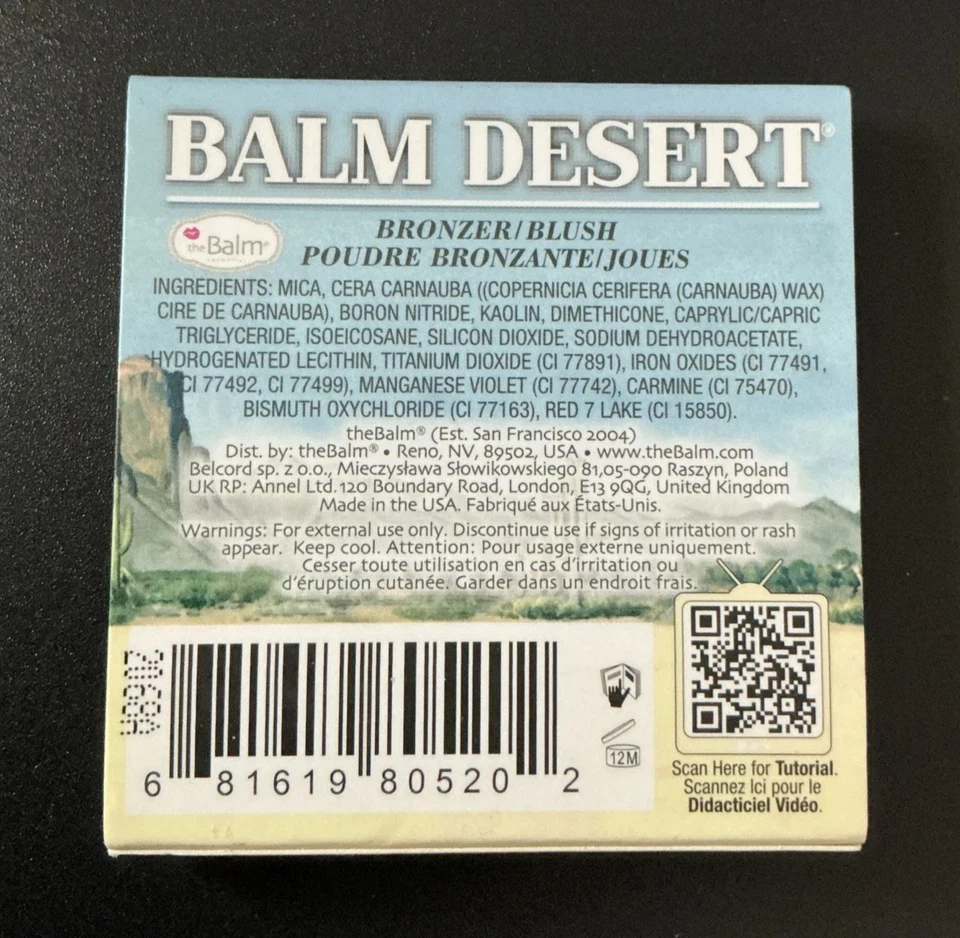 BALM DESERT®
theBalm®
COSMETICS
BRONZER/BLUSH
POUDRE BRONZANTE/JOUES
INGREDIENTS: MICA, CERA CARNAUBA ((COPERNICIA CERIFERA (CARNAUBA) WAX)
CIRE DE CARNAUBA), BORON NITRIDE, KAOLIN, DIMETHICONE, CAPRYLIC/CAPRIC
TRIGLYCERIDE, ISOEICOSANE, SILICON DIOXIDE, SODIUM DEHYDROACETATE,
HYDROGENATED LECITHIN, TITANIUM DIOXIDE (CI 77891), IRON OXIDES (CI 77491,
CI 77492, CI 77499), MANGANESE VIOLET (CI 77742), CARMINE (CI 75470),
BISMUTH OXYCHLORIDE (CI 77163), RED 7 LAKE (CI 15850).
theBalm® (Est. San Francisco 2004)
Dist. by: theBalm® • Reno, NV, 89502, USA • www.theBalm.com
Belcord sp. z o.o., Mieczysława Słowikowskiego 81,05-090 Raszyn, Poland
UK RP: Annel Ltd.120 Boundary Road, London, E13 9QG, United Kingdom
Made in the USA. Fabriqué aux États-Unis.
Warnings: For external use only. Discontinue use if signs of irritation or rash
appear. Keep cool. Attention: Pour usage externe uniquement.
Cesser toute utilisation en cas d'irritation ou
d'éruption cutanée. Garder dans un endroit frais.
6 81619 80520 2
12M
Scan Here for Tutorial.
Scannez Ici pour le
Didacticiel Vidéo.